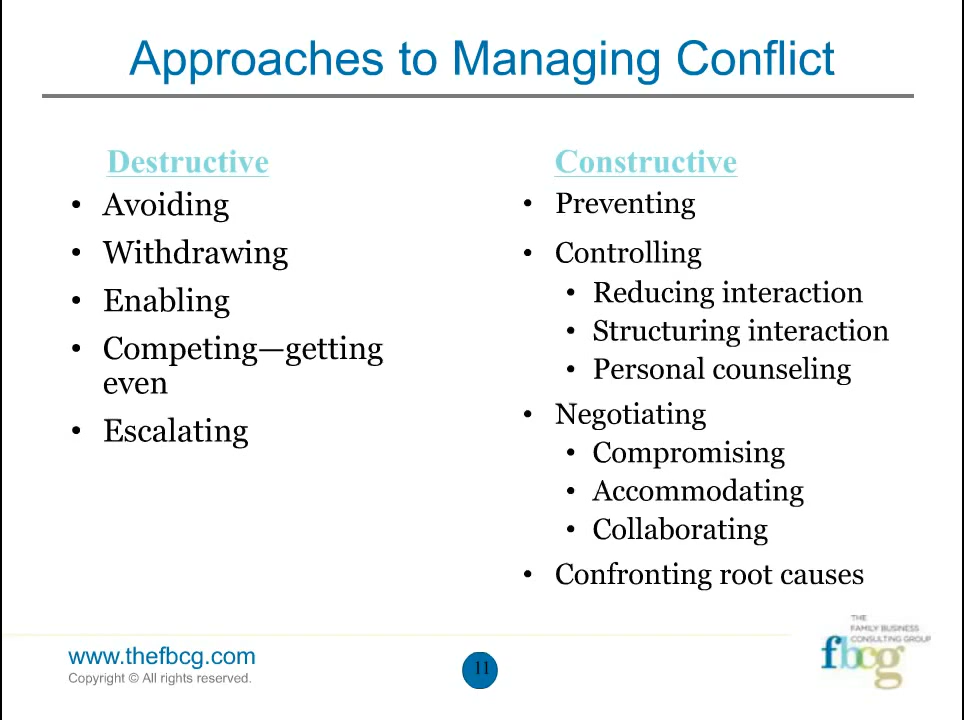 Approaches to Managing Conflict
Destructive
• Avoiding
• Withdrawing
• Enabling
• Competing—getting
even
• Escalating
Constructive
• Preventing
• Controlling
• Reducing interaction
• Structuring interaction
• Personal counseling
• Negotiating
• Compromising
• Accommodating
• Collaborating
• Confronting root causes
www.thefbcg.com
Copyright © All rights reserved.
11
THE
FAMILY BUSINESS
CONSULTING GROUP
fbcg